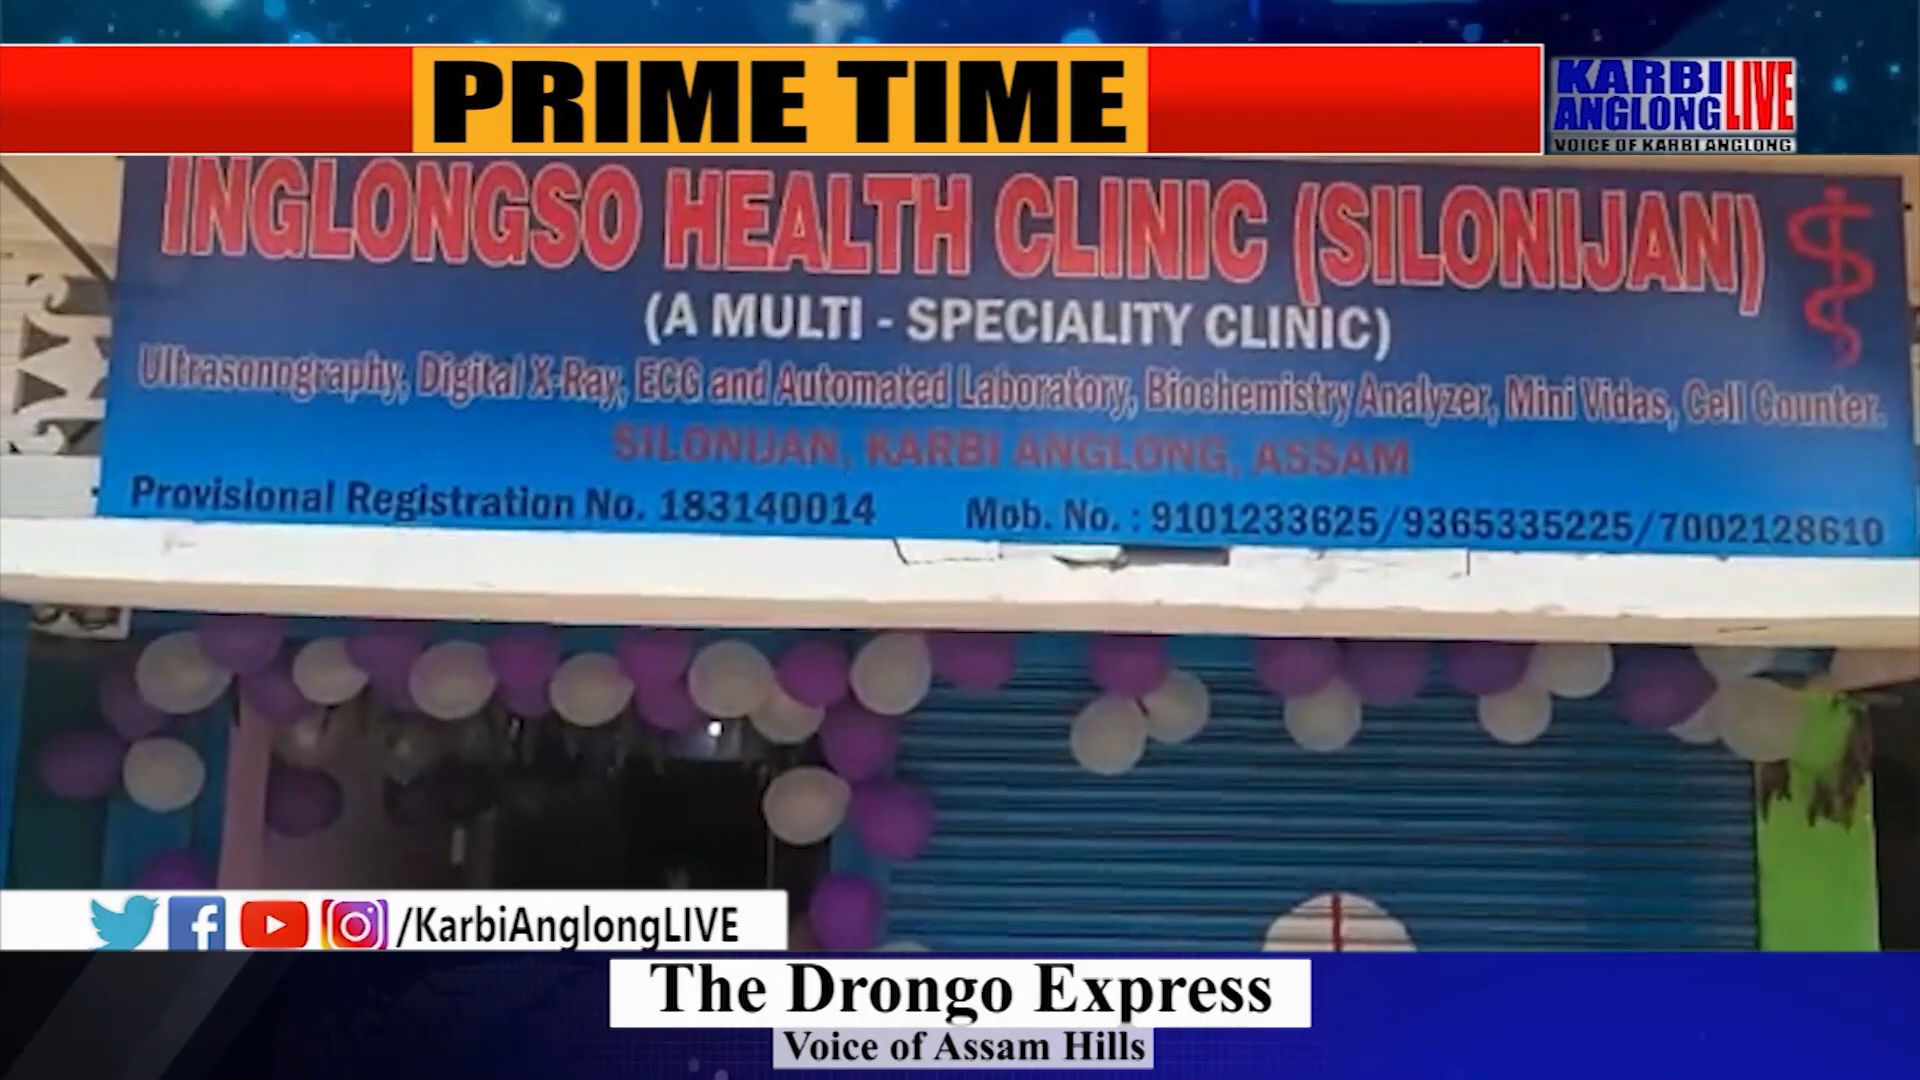 PRIME TIME
KARBI
ANGLONG LIVE
VOICE OF KARBI ANGLONG
INGLONGSO HEALTH CLINIC (SILONIJAN)
(A MULTI - SPECIALITY CLINIC)
Ultrasonography, Digital X-Ray, ECG and Automated Laboratory, Biochemistry Analyzer, Mini Vidas, Cell Counter.
SILONIJAN, KARBI ANGLONG, ASSAM
Provisional Registration No. 183140014 Mob. No. : 9101233625/9365335225/7002128610
/KarbiAnglongLIVE
The Drongo Express
Voice of Assam Hills